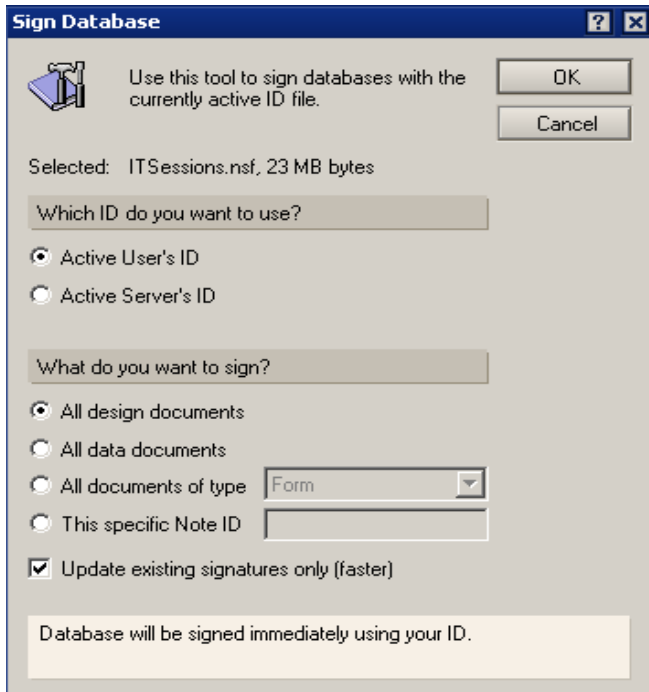 Sign Database
Use this tool to sign databases with the
currently active ID file.
OK
Cancel
Selected: ITSessions.nsf, 23 MB bytes
Which ID do you want to use?
Active User's ID
Active Server's ID
What do you want to sign?
All design documents
All data documents
All documents of type Form
This specific Note ID
Update existing signatures only (faster)
Database will be signed immediately using your ID.